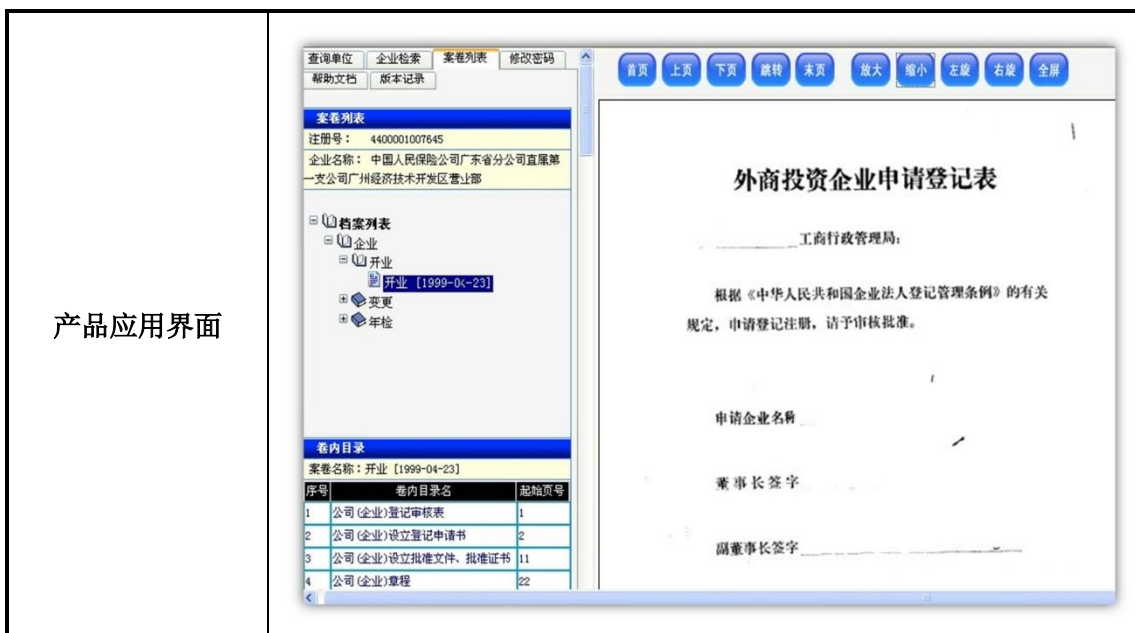 产品应用界面
查询单位 企业检索 案卷列表 修改密码
帮助文档 版本记录
案卷列表
注册号： 4400001007645
企业名称： 中国人民保险公司广东省分公司直属第
一支公司广州经济技术开发区营业部
档案列表
企业
开业
开业 [1999-04-23]
变更
年检
卷内目录
案卷名称：开业 [1999-04-23]
序号 卷内目录名 起始页号
1 公司(企业)登记审核表 1
2 公司(企业)设立登记申请书 2
3 公司(企业)设立批准文件、批准证书 11
4 公司(企业)章程 22
首页 上页 下页 跳转 末页 放大 缩小 左旋 右旋 全屏
外商投资企业申请登记表
工商行政管理局：
根据《中华人民共和国企业法人登记管理条例》的有关
规定，申请登记注册，请予审核批准。
申请企业名称
董事长签字
副董事长签字